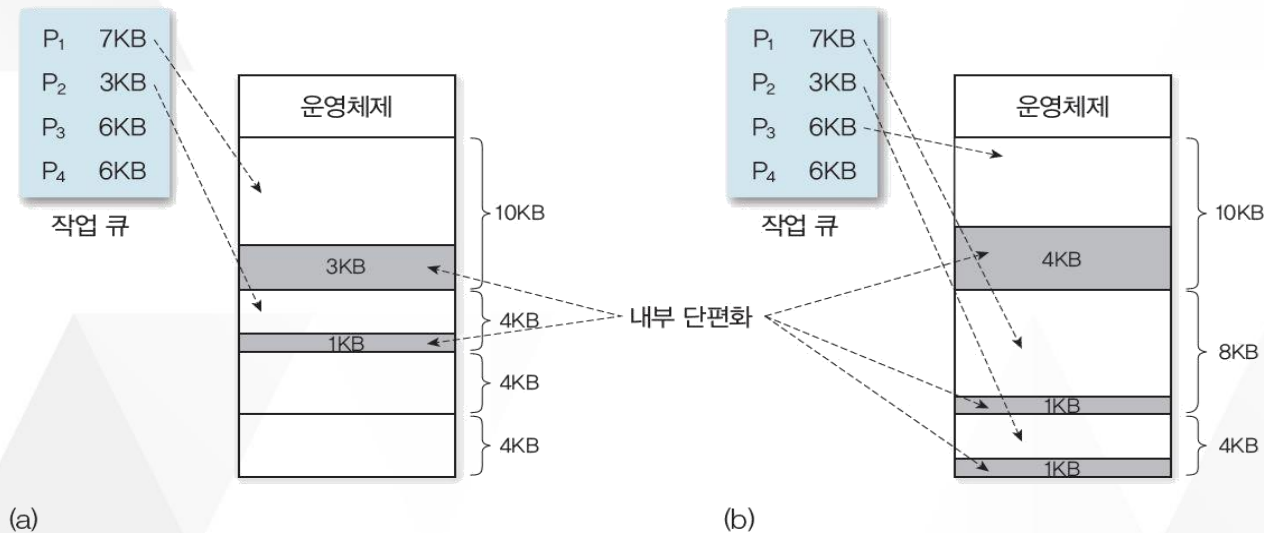 P₁ 7KB
P₂ 3KB
P₃ 6KB
P₄ 6KB
작업 큐
운영체제
10KB
3KB
4KB
1KB
4KB
4KB
(a)
내부 단편화
P₁ 7KB
P₂ 3KB
P₃ 6KB
P₄ 6KB
작업 큐
운영체제
10KB
4KB
8KB
1KB
4KB
1KB
(b)